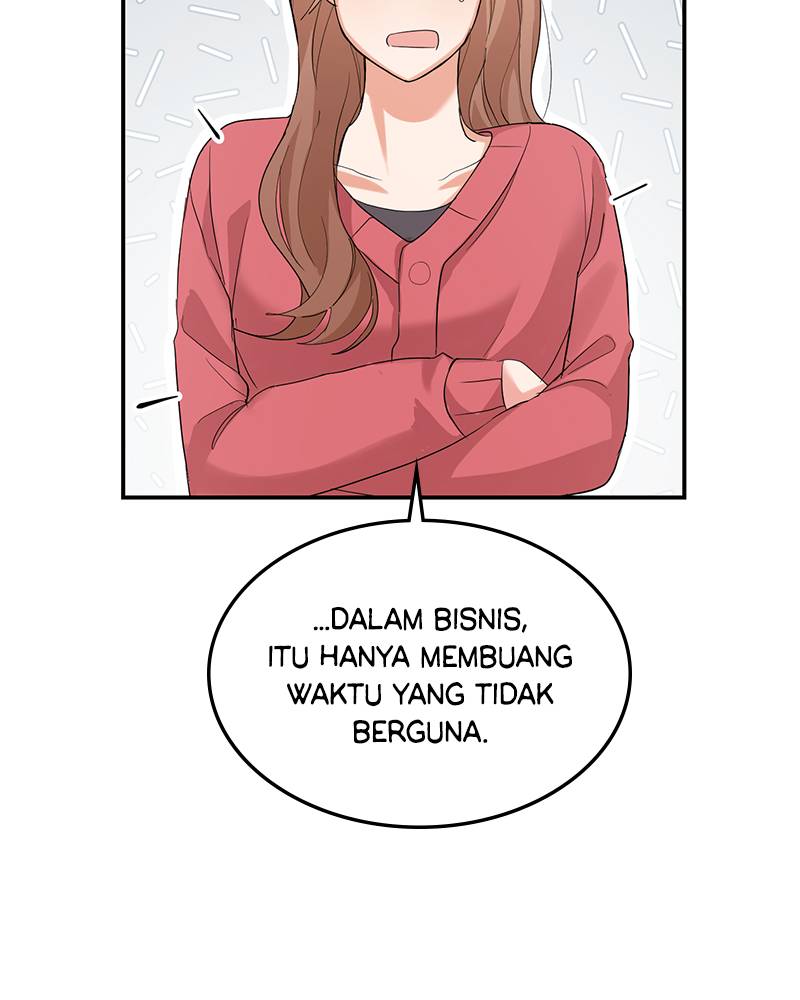 ...DALAM BISNIS,
ITU HANYA MEMBUANG
WAKTU YANG TIDAK
BERGUNA.